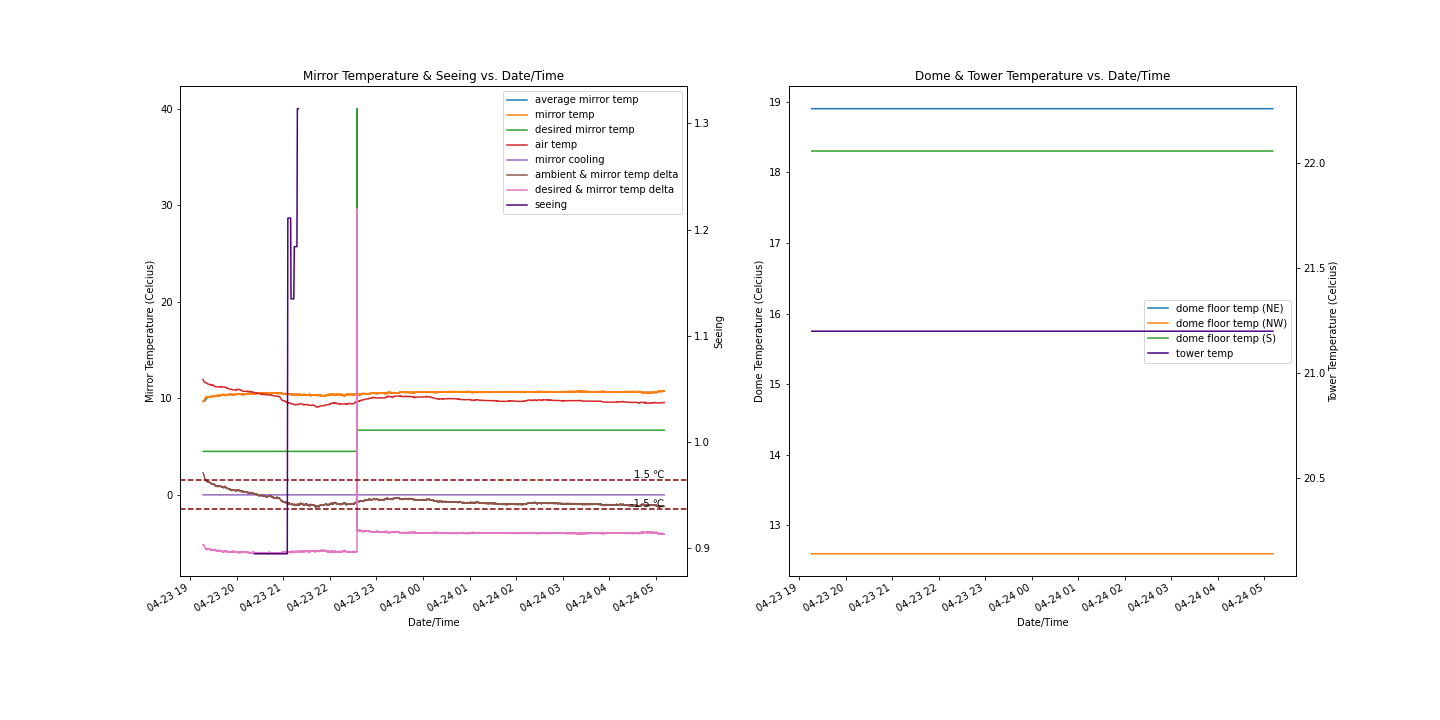 Mirror Temperature & Seeing vs. Date/Time
Mirror Temperature (Celcius)
40
30
20
10
0
average mirror temp
mirror temp
desired mirror temp
air temp
mirror cooling
ambient & mirror temp delta
desired & mirror temp delta
seeing
1.5 °C
-1.5 °C
1.3
1.2
1.1
1.0
0.9
Seeing
04-23 19
04-23 20
04-23 21
04-23 22
04-23 23
04-24 00
04-24 01
04-24 02
04-24 03
04-24 04
04-24 05
Date/Time
Dome & Tower Temperature vs. Date/Time
Dome Temperature (Celcius)
19
18
17
16
15
14
13
dome floor temp (NE)
dome floor temp (NW)
dome floor temp (S)
tower temp
22.0
21.5
21.0
20.5
Tower Temperature (Celcius)
04-23 19
04-23 20
04-23 21
04-23 22
04-23 23
04-24 00
04-24 01
04-24 02
04-24 03
04-24 04
04-24 05
Date/Time